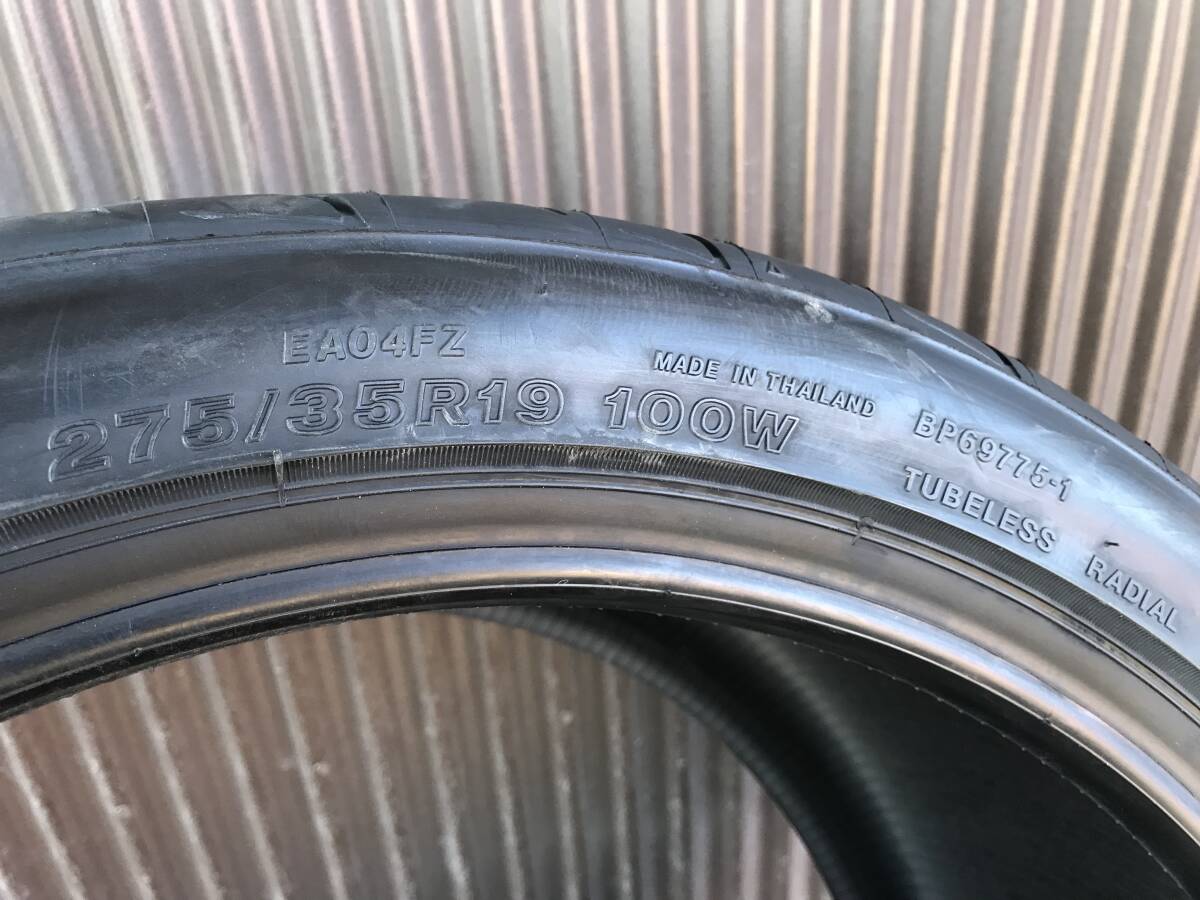 EA04FZ
275/35R19 100W
MADE IN THAILAND
BP69775-1
TUBELESS RADIAL